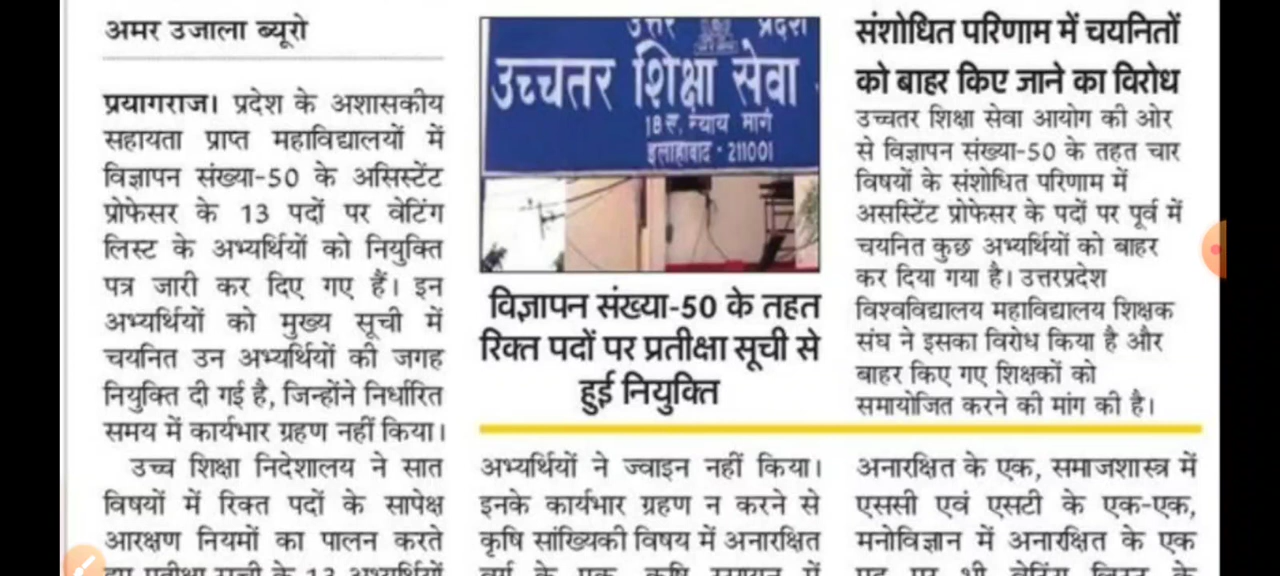 अमर उजाला ब्यूरो
प्रयागराज। प्रदेश के अशासकीय
सहायता प्राप्त महाविद्यालयों में
विज्ञापन संख्या-50 के असिस्टेंट
प्रोफेसर के 13 पदों पर वेटिंग
लिस्ट के अभ्यर्थियों को नियुक्ति
पत्र जारी कर दिए गए हैं। इन
अभ्यर्थियों को मुख्य सूची में
चयनित उन अभ्यर्थियों की जगह
नियुक्ति दी गई है, जिन्होंने निर्धारित
समय में कार्यभार ग्रहण नहीं किया।
उच्च शिक्षा निदेशालय ने सात
विषयों में रिक्त पदों के सापेक्ष
आरक्षण नियमों का पालन करते
उत्तर प्रदेश
उच्चतर शिक्षा सेवा
18ए, न्याय मार्ग
इलाहाबाद - 211001
विज्ञापन संख्या-50 के तहत
रिक्त पदों पर प्रतीक्षा सूची से
हुई नियुक्ति
अभ्यर्थियों ने ज्वाइन नहीं किया।
इनके कार्यभार ग्रहण न करने से
कृषि सांख्यिकी विषय में अनारक्षित
संशोधित परिणाम में चयनितों
को बाहर किए जाने का विरोध
उच्चतर शिक्षा सेवा आयोग की ओर
से विज्ञापन संख्या-50 के तहत चार
विषयों के संशोधित परिणाम में
असस्टिेंट प्रोफेसर के पदों पर पूर्व में
चयनित कुछ अभ्यर्थियों को बाहर
कर दिया गया है। उत्तरप्रदेश
विश्वविद्यालय महाविद्यालय शिक्षक
संघ ने इसका विरोध किया है और
बाहर किए गए शिक्षकों को
समायोजित करने की मांग की है।
अनारक्षित के एक, समाजशास्त्र में
एससी एवं एसटी के एक-एक,
मनोविज्ञान में अनारक्षित के एक